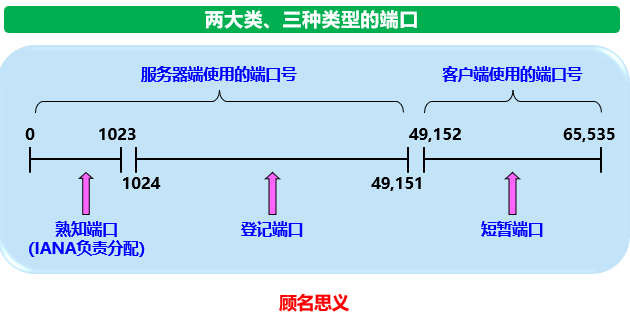 两大类、三种类型的端口
服务器端使用的端口号
客户端使用的端口号
0
1023
49,152
65,535
1024
49,151
熟知端口
(IANA负责分配)
登记端口
短暂端口
顾名思义